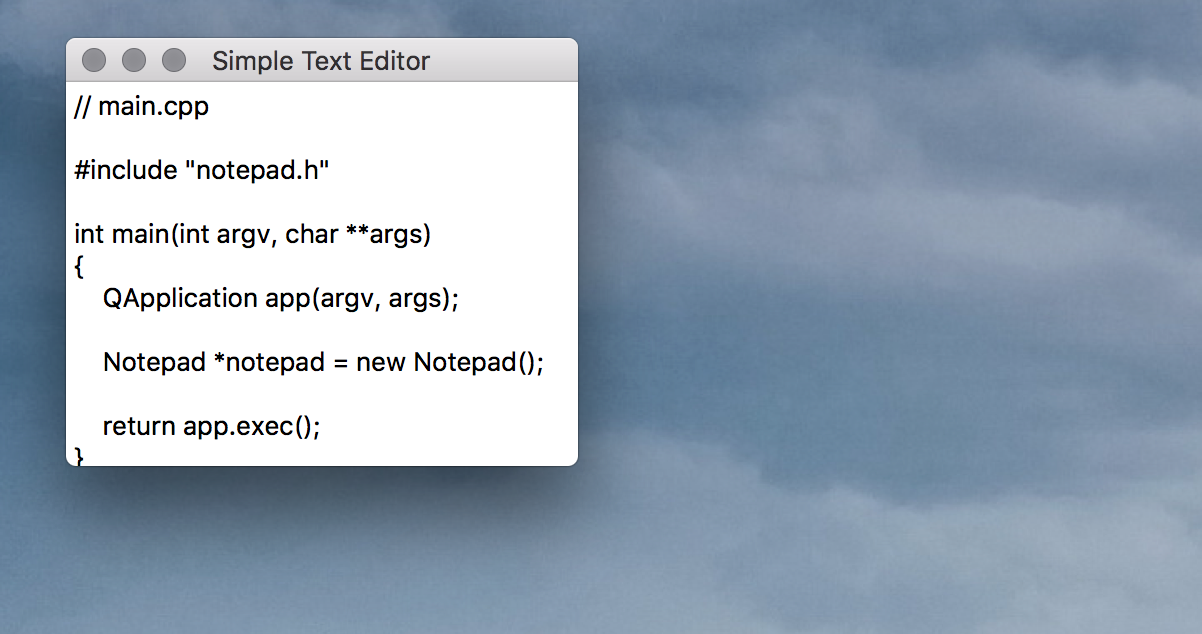 Simple Text Editor
// main.cpp
#include "notepad.h"
int main(int argv, char **args)
{
    QApplication app(argv, args);
    Notepad *notepad = new Notepad();
    return app.exec();
}